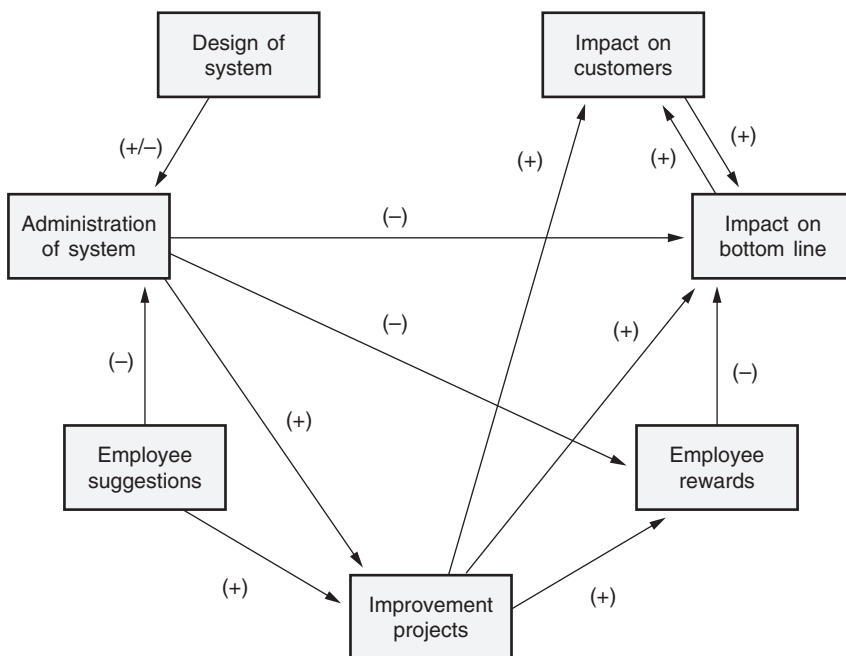 Design of
system
Impact on
customers
(+/–)
(+)
(+)
(+)
Administration
of system
(–)
Impact on
bottom line
(–)
(+)
(–)
(–)
(+)
Employee
suggestions
Employee
rewards
(+)
(+)
Improvement
projects